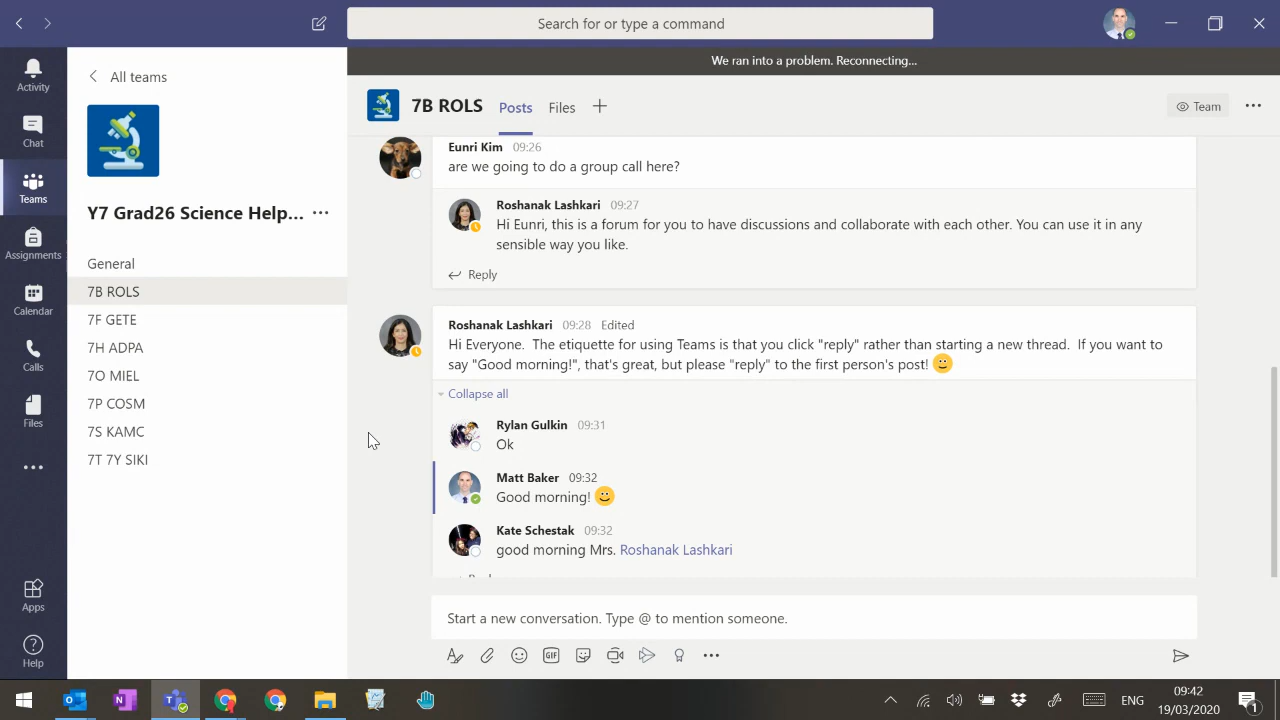 Search for or type a command
We ran into a problem. Reconnecting...
Activity
Chat
Teams
Assignments
Calendar
Calls
Files
Apps
Help
All teams
Y7 Grad26 Science Help...
General
7B ROLS
7F GETE
7H ADPA
7O MIEL
7P COSM
7S KAMC
7T 7Y SIKI
7B ROLS Posts Files
Team
Eunri Kim 09:26
are we going to do a group call here?
Roshanak Lashkari 09:27
Hi Eunri, this is a forum for you to have discussions and collaborate with each other. You can use it in any
sensible way you like.
Reply
Roshanak Lashkari 09:28 Edited
Hi Everyone. The etiquette for using Teams is that you click "reply" rather than starting a new thread. If you want to
say "Good morning!", that's great, but please "reply" to the first person's post!
Collapse all
Rylan Gulkin 09:31
Ok
Matt Baker 09:32
Good morning!
Kate Schestak 09:32
good morning Mrs. Roshanak Lashkari
Start a new conversation. Type @ to mention someone.
GIF
ENG
09:42
19/03/2020
1